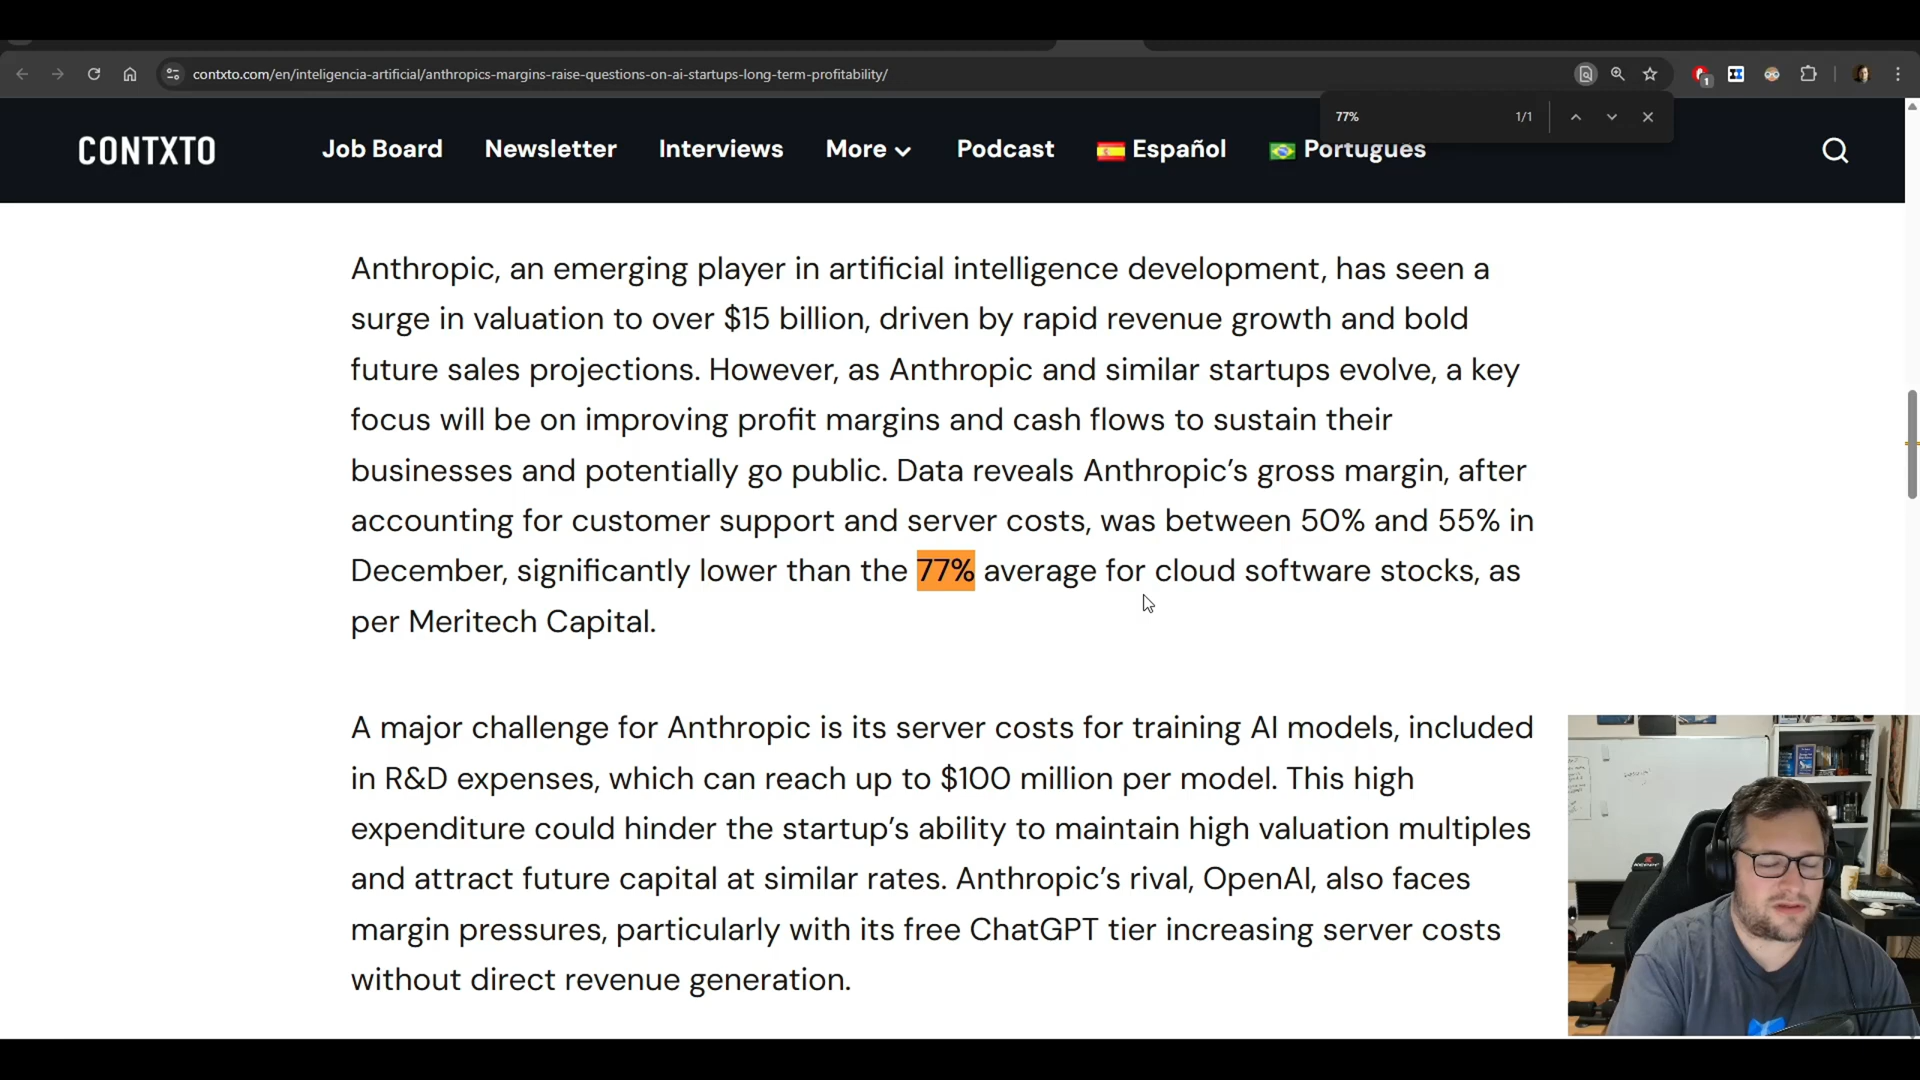 contxto.com/en/inteligencia-artificial/anthropics-margins-raise-questions-on-ai-startups-long-term-profitability/
1
77%
1/1
CONTXTO
Job Board
Newsletter
Interviews
More
Podcast
Español
Português
Anthropic, an emerging player in artificial intelligence development, has seen a
surge in valuation to over $15 billion, driven by rapid revenue growth and bold
future sales projections. However, as Anthropic and similar startups evolve, a key
focus will be on improving profit margins and cash flows to sustain their
businesses and potentially go public. Data reveals Anthropic’s gross margin, after
accounting for customer support and server costs, was between 50% and 55% in
December, significantly lower than the 77% average for cloud software stocks, as
per Meritech Capital.
A major challenge for Anthropic is its server costs for training AI models, included
in R&D expenses, which can reach up to $100 million per model. This high
expenditure could hinder the startup’s ability to maintain high valuation multiples
and attract future capital at similar rates. Anthropic’s rival, OpenAI, also faces
margin pressures, particularly with its free ChatGPT tier increasing server costs
without direct revenue generation.